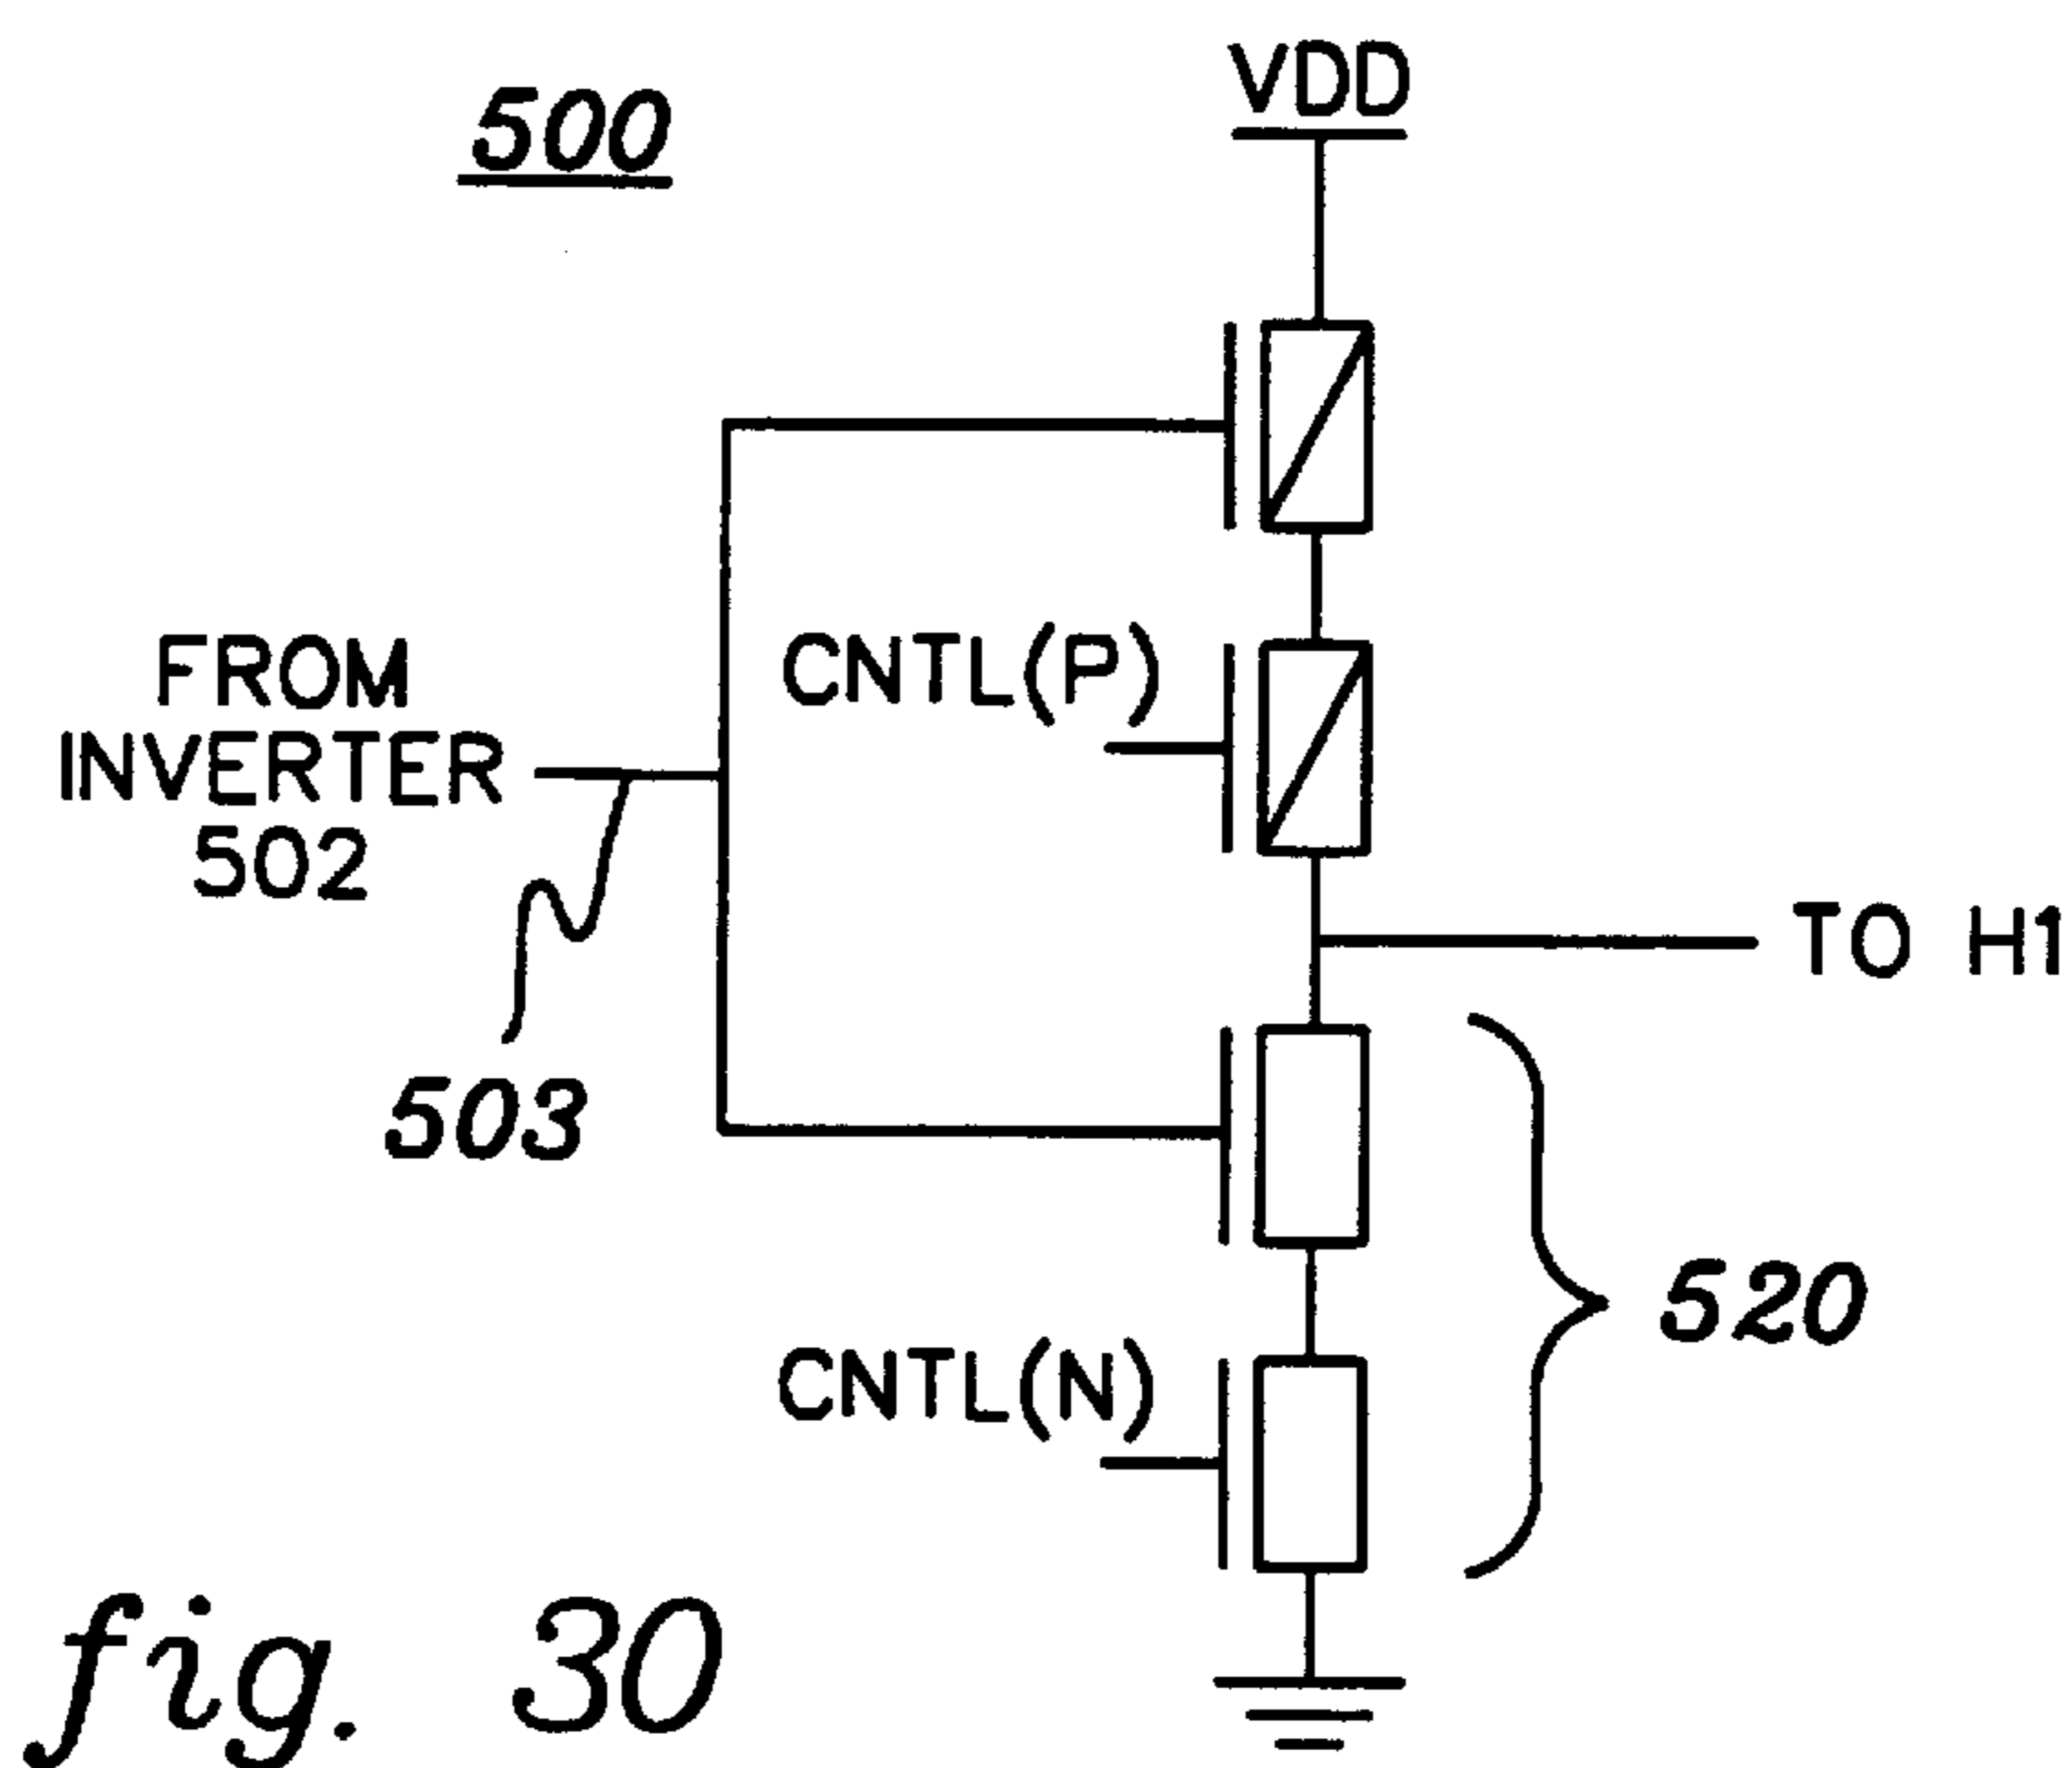 500
VDD
FROM
INVERTER
502
CNTL(P)
TO H1
503
520
CNTL(N)
fig. 30